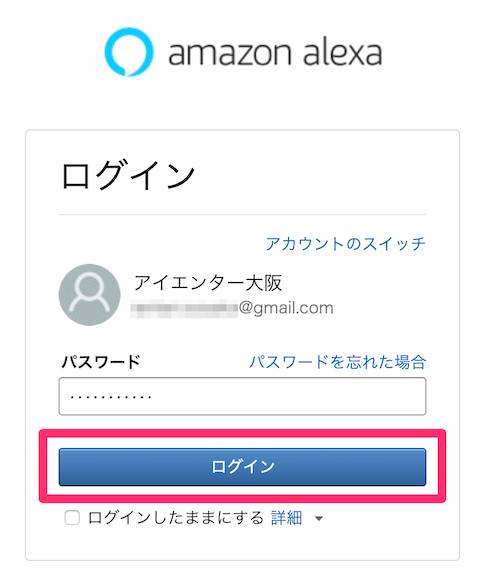 amazon alexa
ログイン
アカウントのスイッチ
アイエンター大阪
@gmail.com
パスワード パスワードを忘れた場合
ログイン
ログインしたままにする 詳細